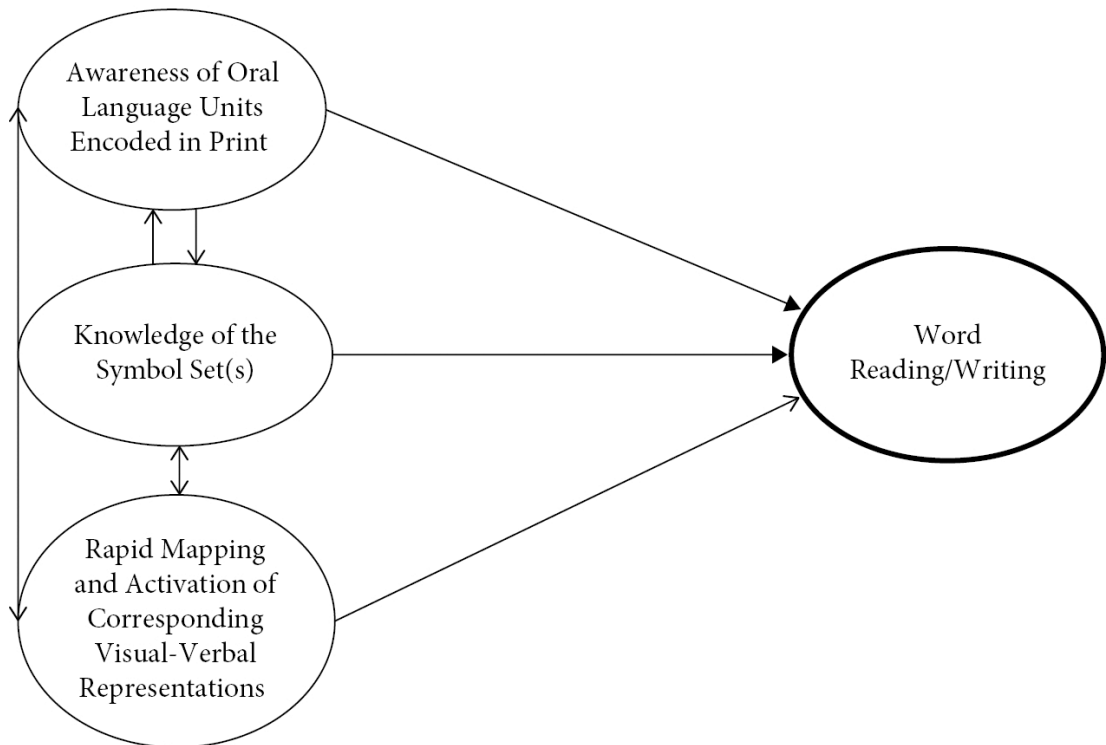 Awareness of Oral
Language Units
Encoded in Print
Knowledge of the
Symbol Set(s)
Word
Reading/Writing
Rapid Mapping
and Activation of
Corresponding
Visual-Verbal
Representations